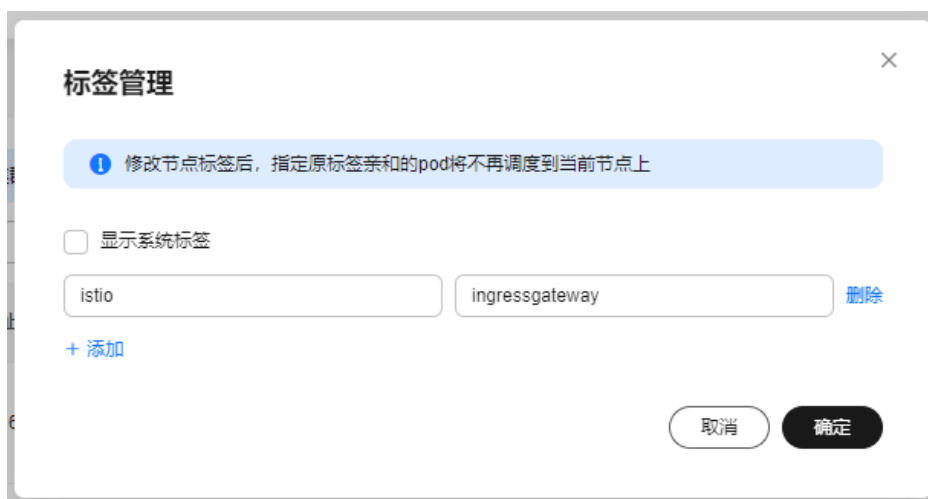 标签管理
修改节点标签后，指定原标签亲和的pod将不再调度到当前节点上
显示系统标签
istio ingressgateway 删除
+ 添加
取消 确定